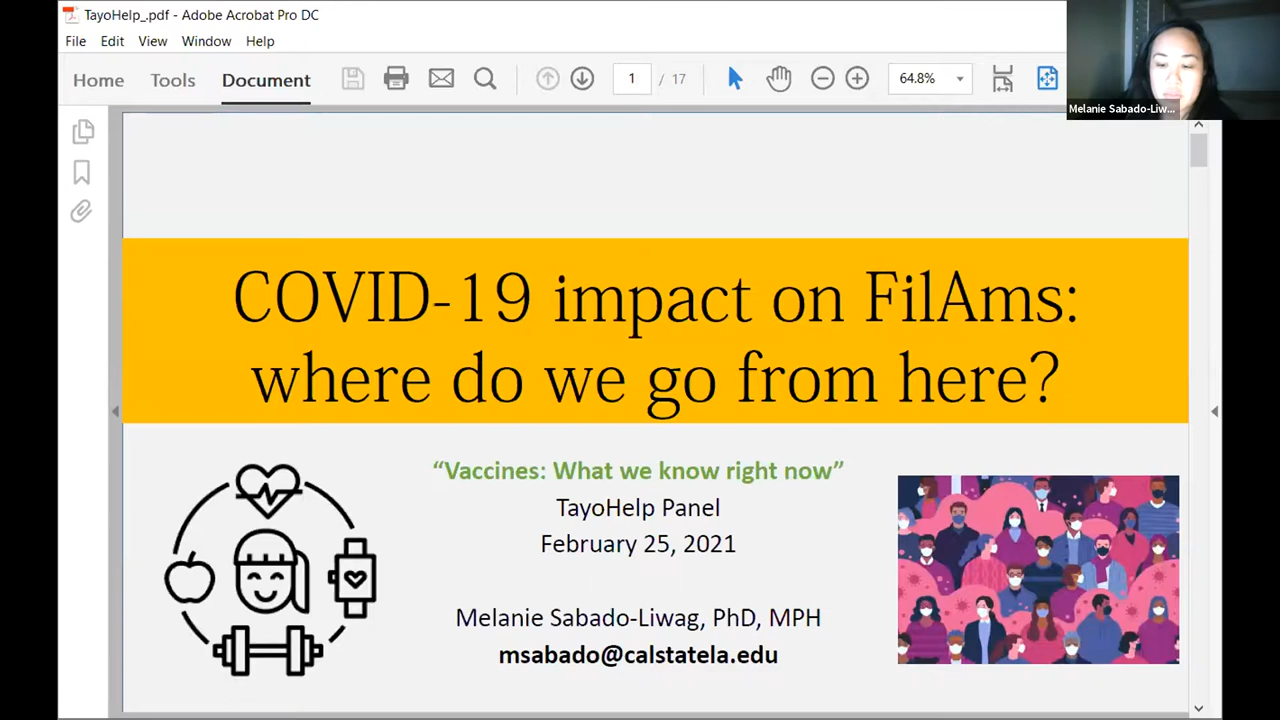 TayoHelp_.pdf - Adobe Acrobat Pro DC
File Edit View Window Help
Home Tools Document 1 / 17 64.8%
Melanie Sabado-Liw...
COVID-19 impact on FilAms:
where do we go from here?
“Vaccines: What we know right now”
TayoHelp Panel
February 25, 2021
Melanie Sabado-Liwag, PhD, MPH
msabado@calstatela.edu